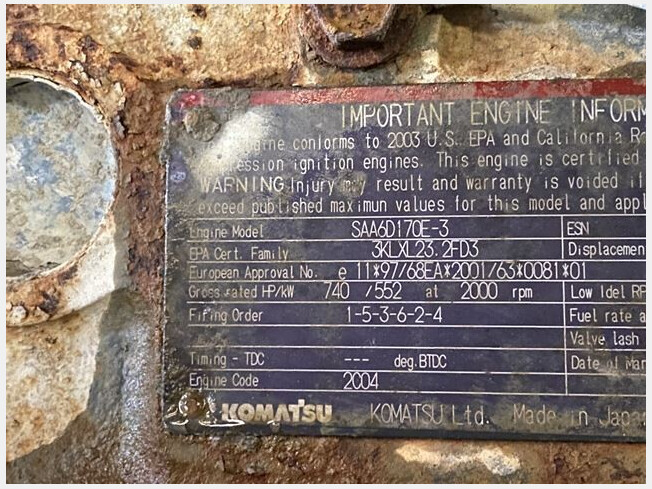 IMPORTANT ENGINE INFORM
conforms to 2003 U.S. EPA and California R
ession ignition engines. This engine is certified
WARNING Injury may result and warranty is voided if
exceed published maximun values for this model and appl
Engine Model SAA6D170E-3 ESN
EPA Cert. Family 3KLXL23.2FD3 Displacemen
European Approval No. e 11*97/68EA*2001/63*0081*01
Gross rated HP/kW 740 /552 at 2000 rpm Low Idel RP
Firing Order 1-5-3-6-2-4 Fuel rate a
Valve lash
Timing - TDC --- deg.BTDC Date of Man
Engine Code 2004
KOMATSU KOMATSU Ltd. Made in Japa